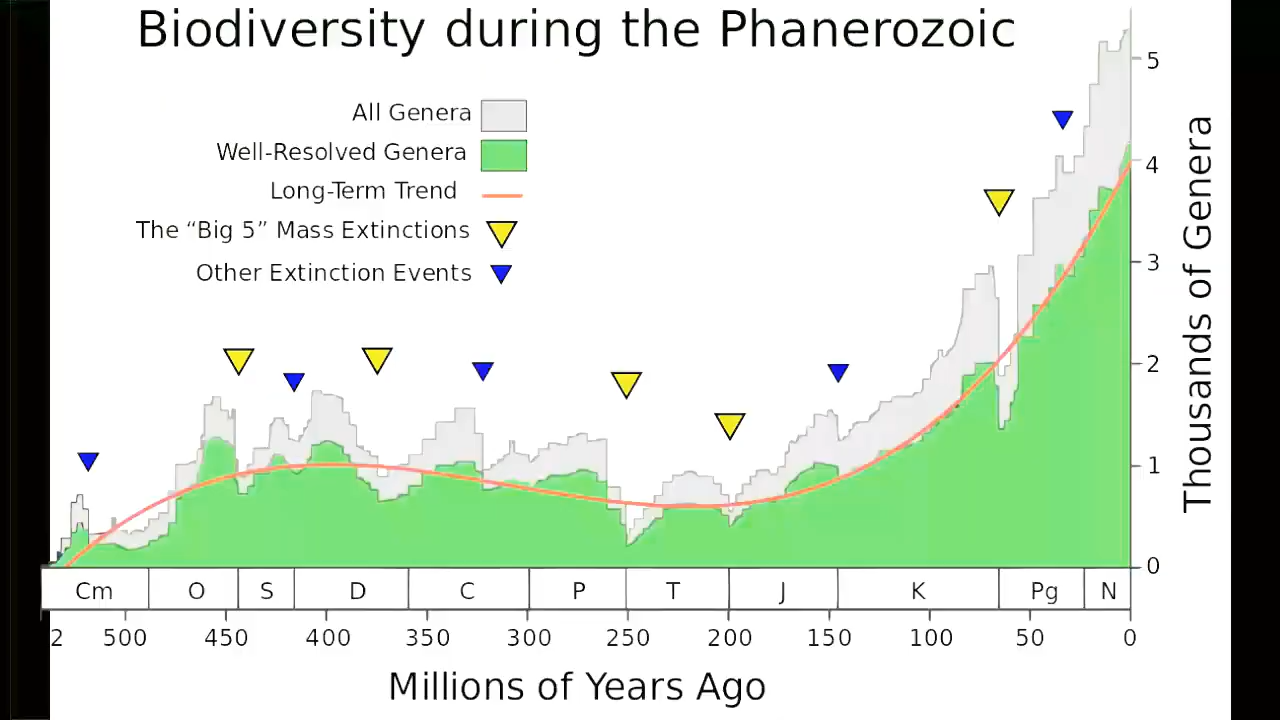 Biodiversity during the Phanerozoic
All Genera
Well-Resolved Genera
Long-Term Trend
The “Big 5” Mass Extinctions
Other Extinction Events
5
4
3
2
1
0
Thousands of Genera
Cm O S D C P T J K Pg N
2 500 450 400 350 300 250 200 150 100 50 0
Millions of Years Ago